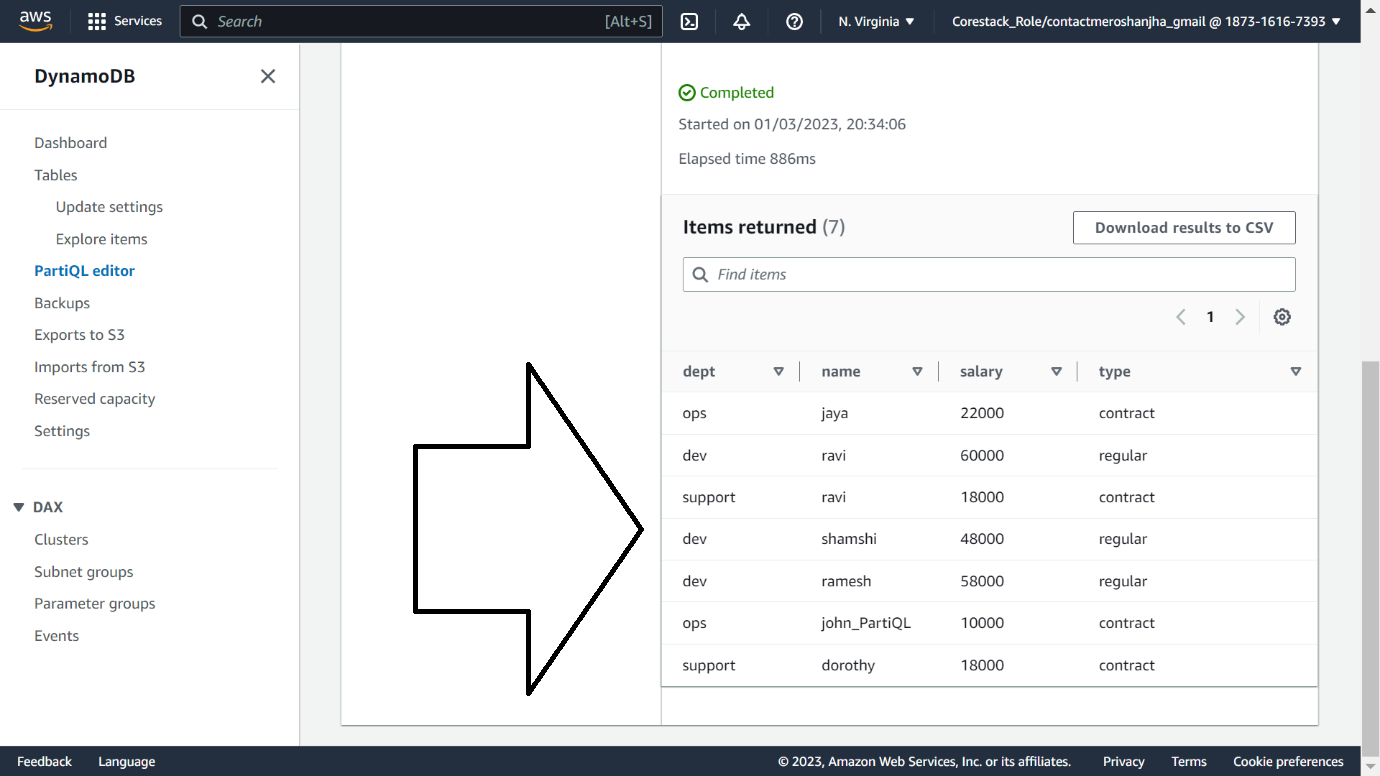 aws Services Search [Alt+S] N. Virginia Corestack_Role/contactmeroshanjha_gmail @ 1873-1616-7393
DynamoDB
Dashboard
Tables
Update settings
Explore items
PartiQL editor
Backups
Exports to S3
Imports from S3
Reserved capacity
Settings
DAX
Clusters
Subnet groups
Parameter groups
Events
Completed
Started on 01/03/2023, 20:34:06
Elapsed time 886ms
Items returned (7) Download results to CSV
Find items
1
dept name salary type
ops jaya 22000 contract
dev ravi 60000 regular
support ravi 18000 contract
dev shamshi 48000 regular
dev ramesh 58000 regular
ops john_PartiQL 10000 contract
support dorothy 18000 contract
Feedback Language © 2023, Amazon Web Services, Inc. or its affiliates. Privacy Terms Cookie preferences